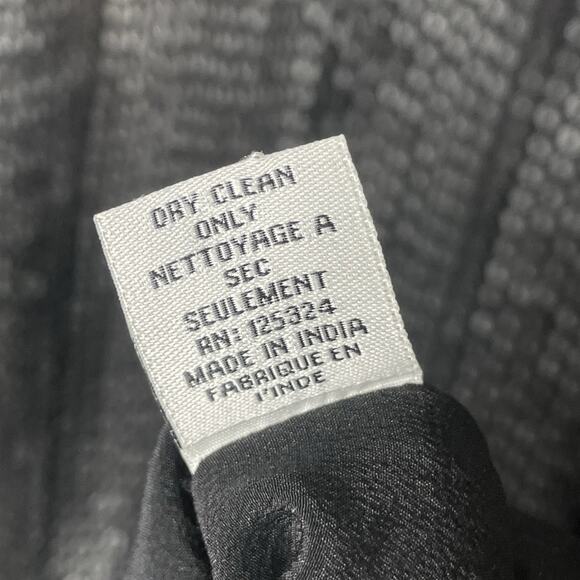 DRY CLEAN
ONLY
NETTOYAGE A
SEC
SEULEMENT
RN: 125324
MADE IN INDIA
FABRIQUE EN
I'INDE